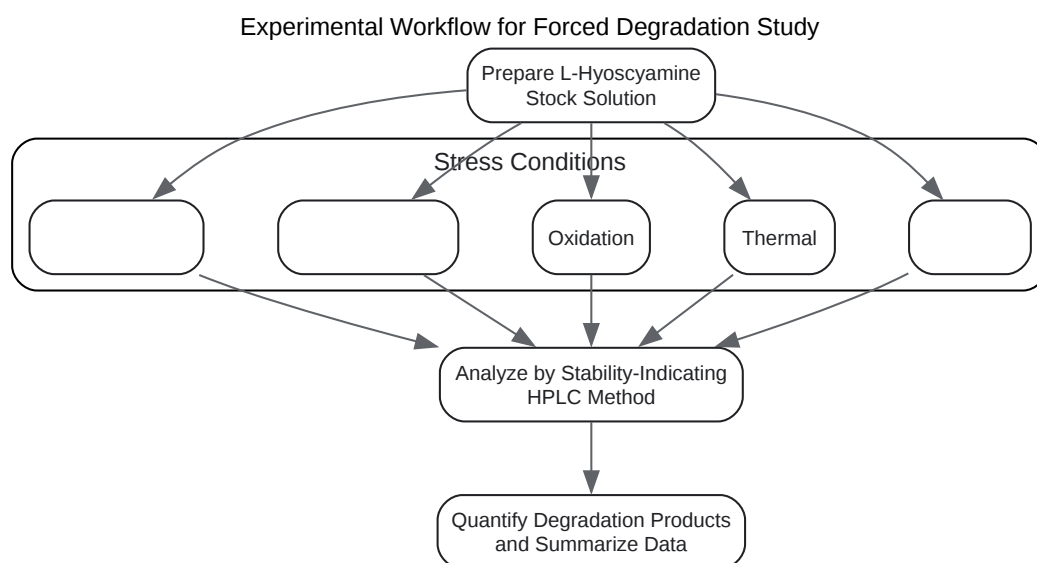 Experimental Workflow for Forced Degradation Study
Prepare L-Hyoscyamine
Stock Solution
Stress Conditions
Oxidation
Thermal
Analyze by Stability-Indicating
HPLC Method
Quantify Degradation Products
and Summarize Data